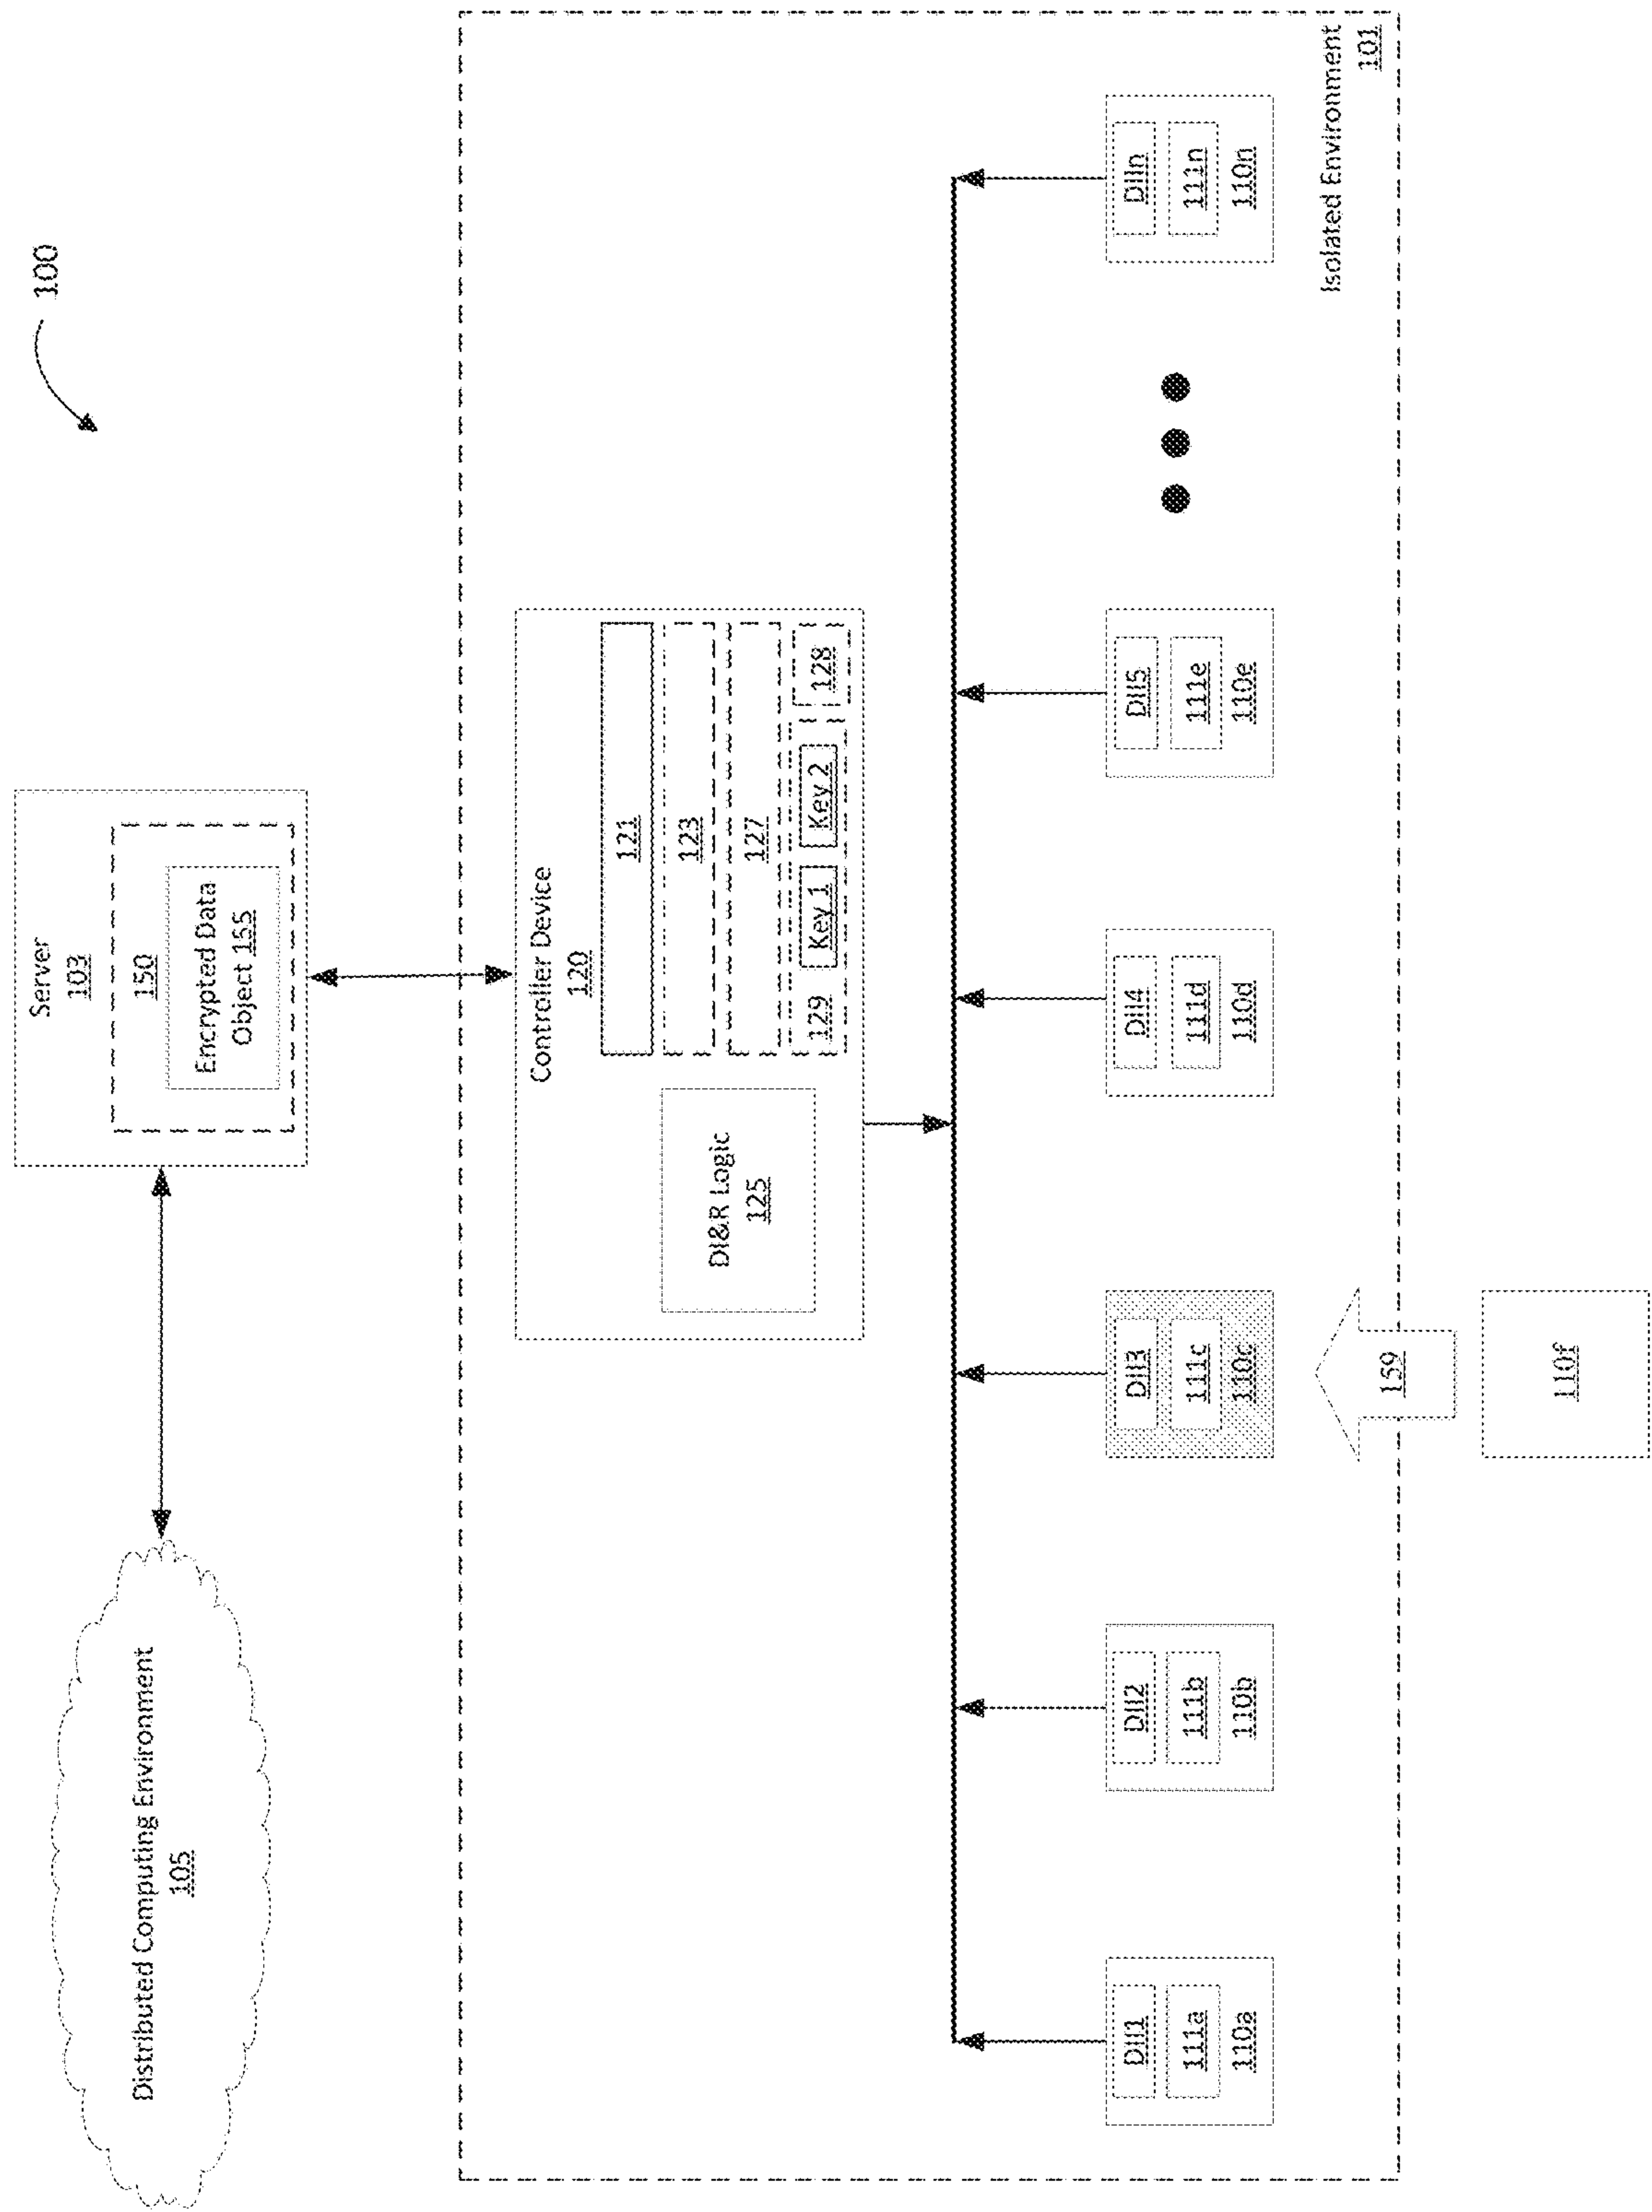 100
Distributed Computing Environment
105
Server
103
150
Encrypted Data
Object 155
Controller Device
120
DI&R Logic
125
121
123
127
129
Key 1
Key 2
128
DII1
111a
110a
DII2
111b
110b
DII3
111c
110c
DII4
111d
110d
DII5
111e
110e
DIIn
111n
110n
Isolated Environment
101
159
110f